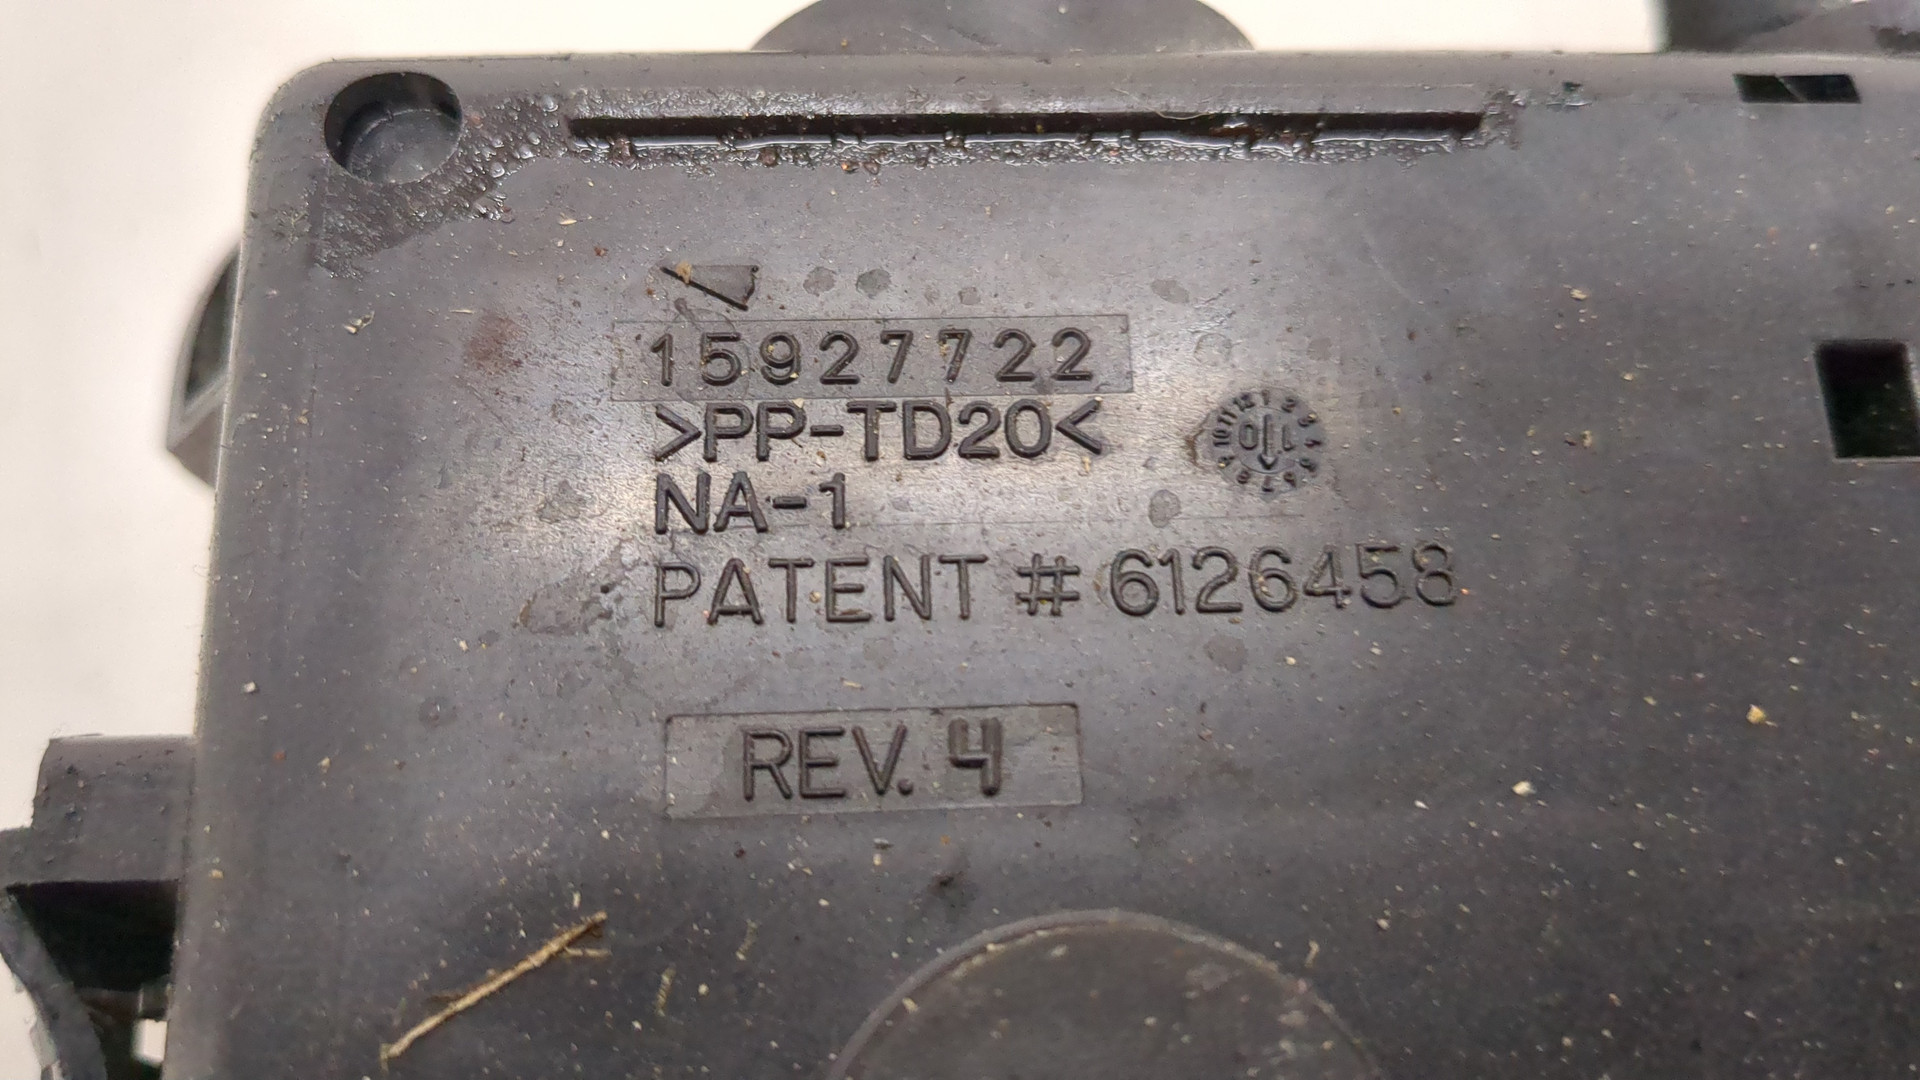 15927722
>PP-TD20<
NA-1
PATENT # 6126458
REV. 4